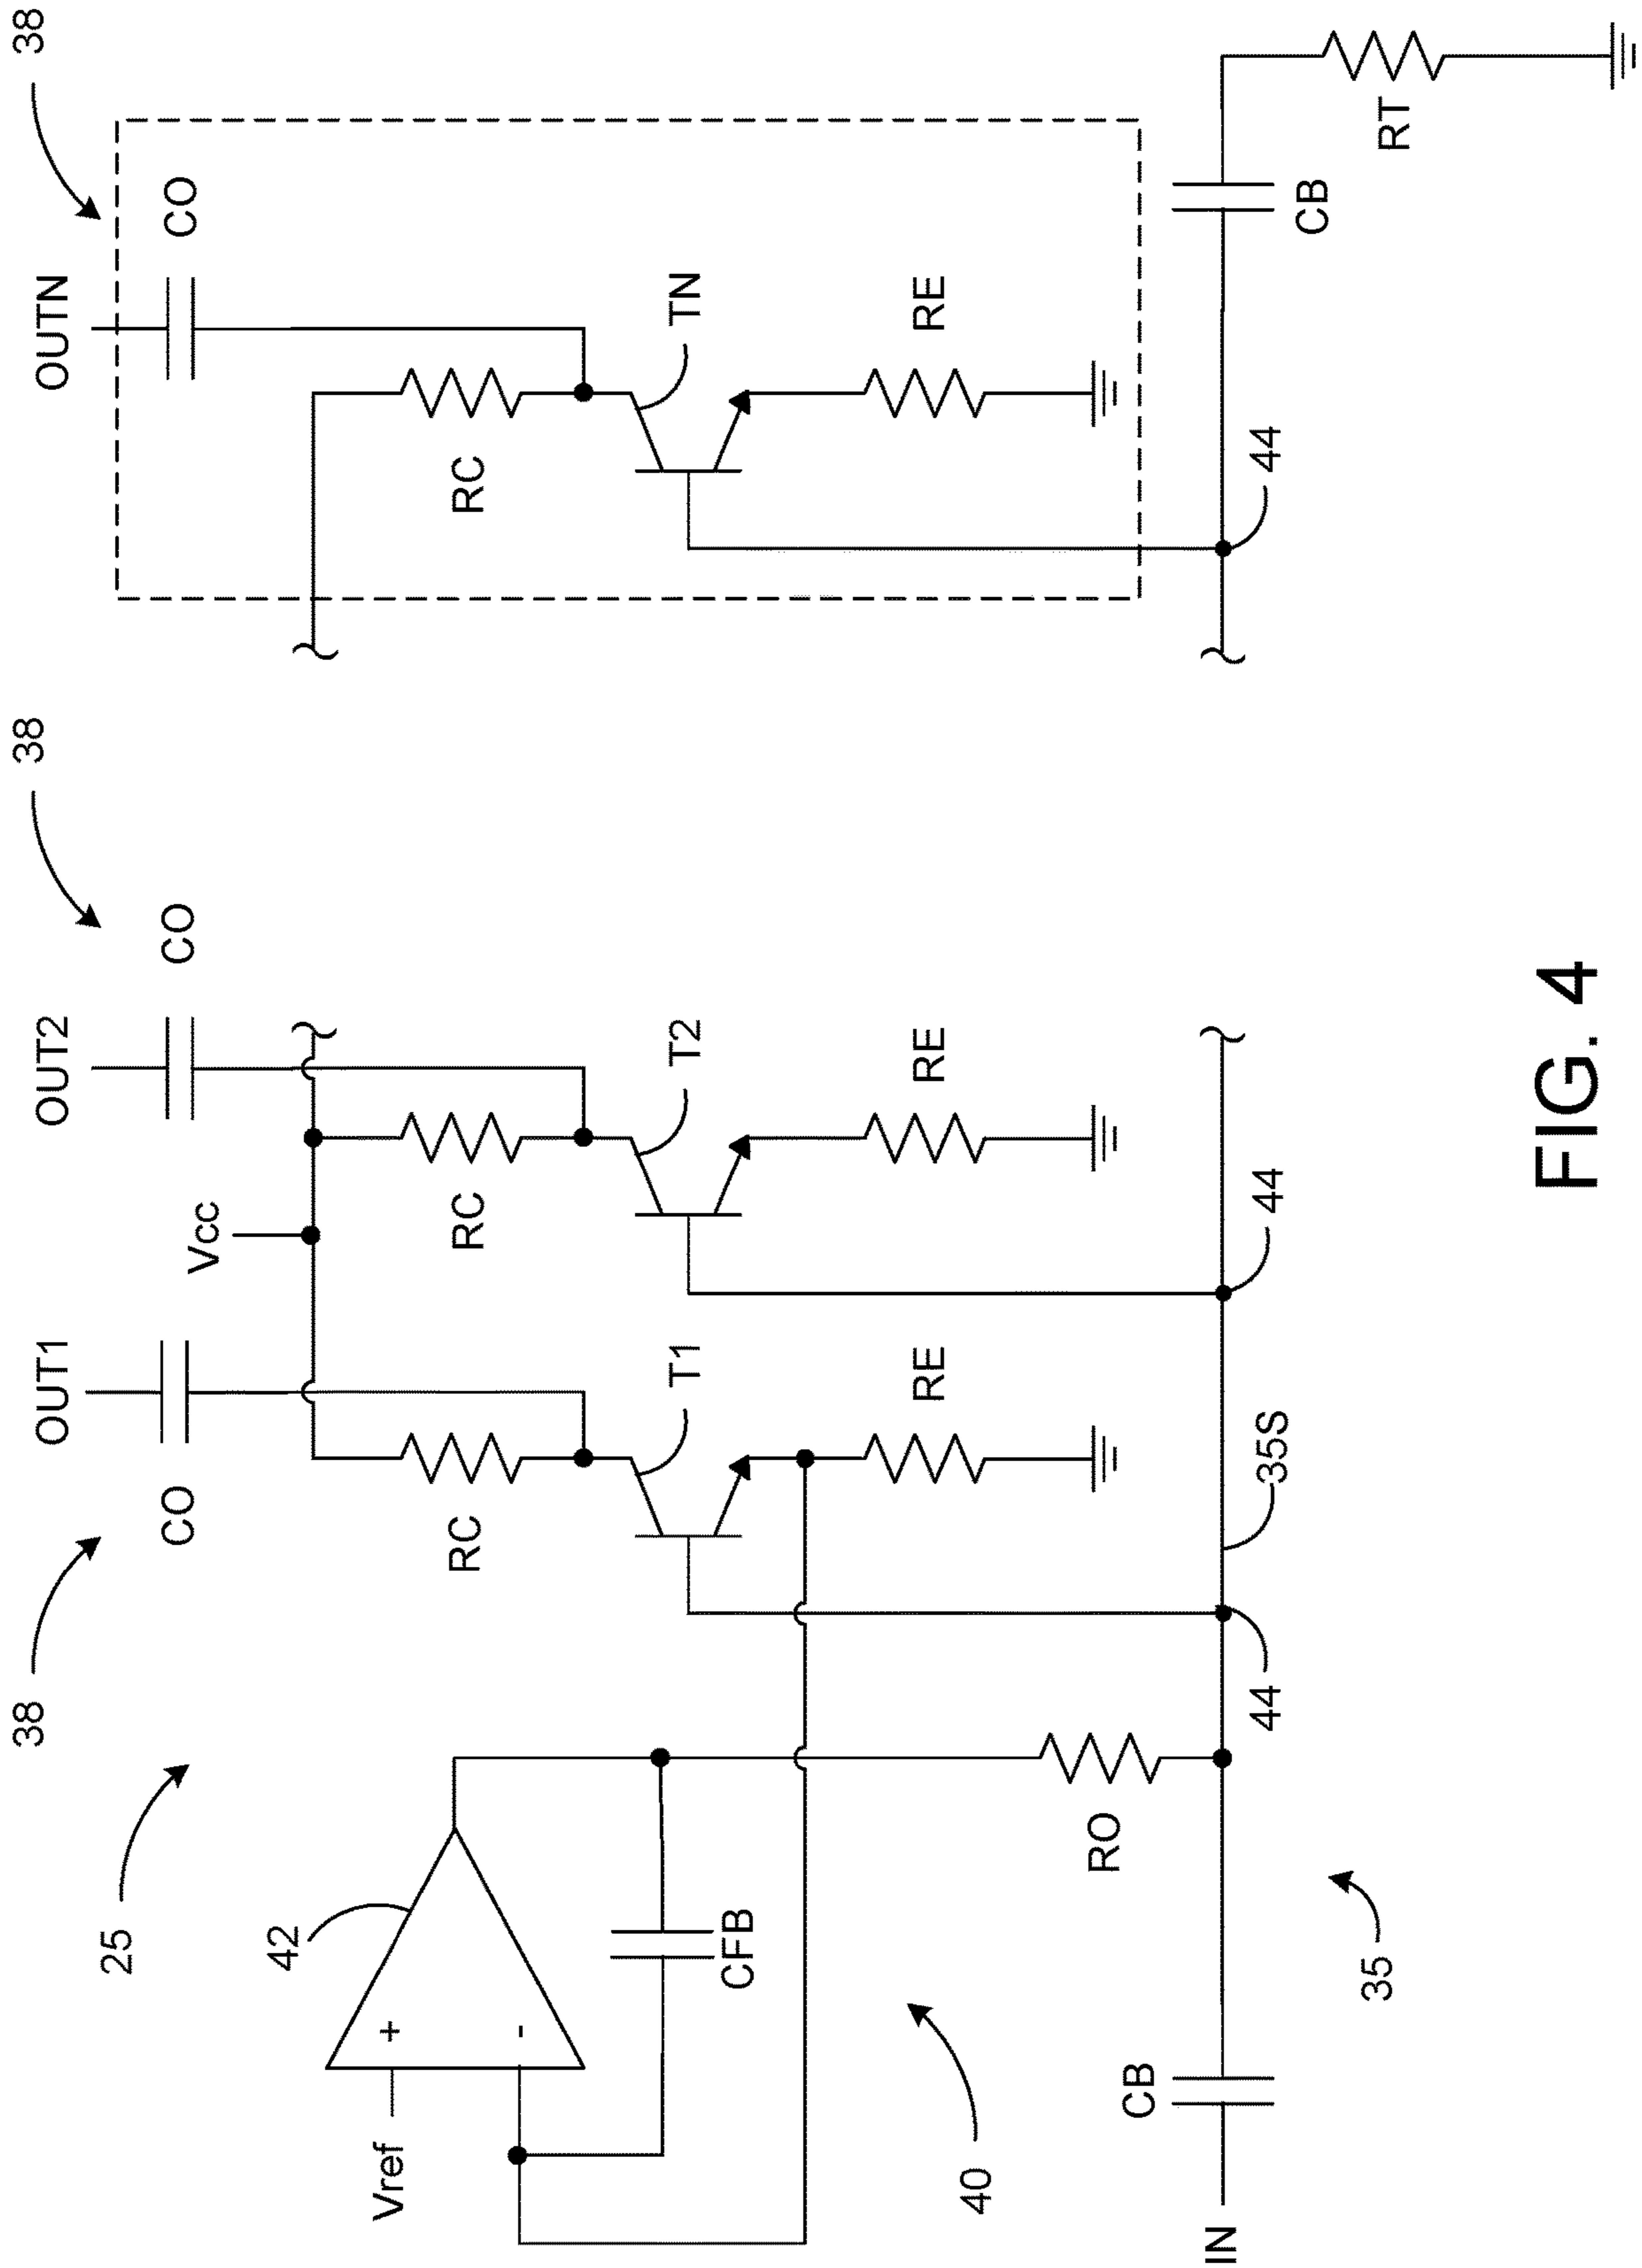 38
38
38
OUT1
OUT2
OUTN
CO
CO
CO
25
Vcc
42
Vref
+
-
RC
RC
RC
T1
T2
TN
CFB
RE
RE
RE
40
RO
CB
IN
44
35S
44
44
CB
RT
35
FIG. 4